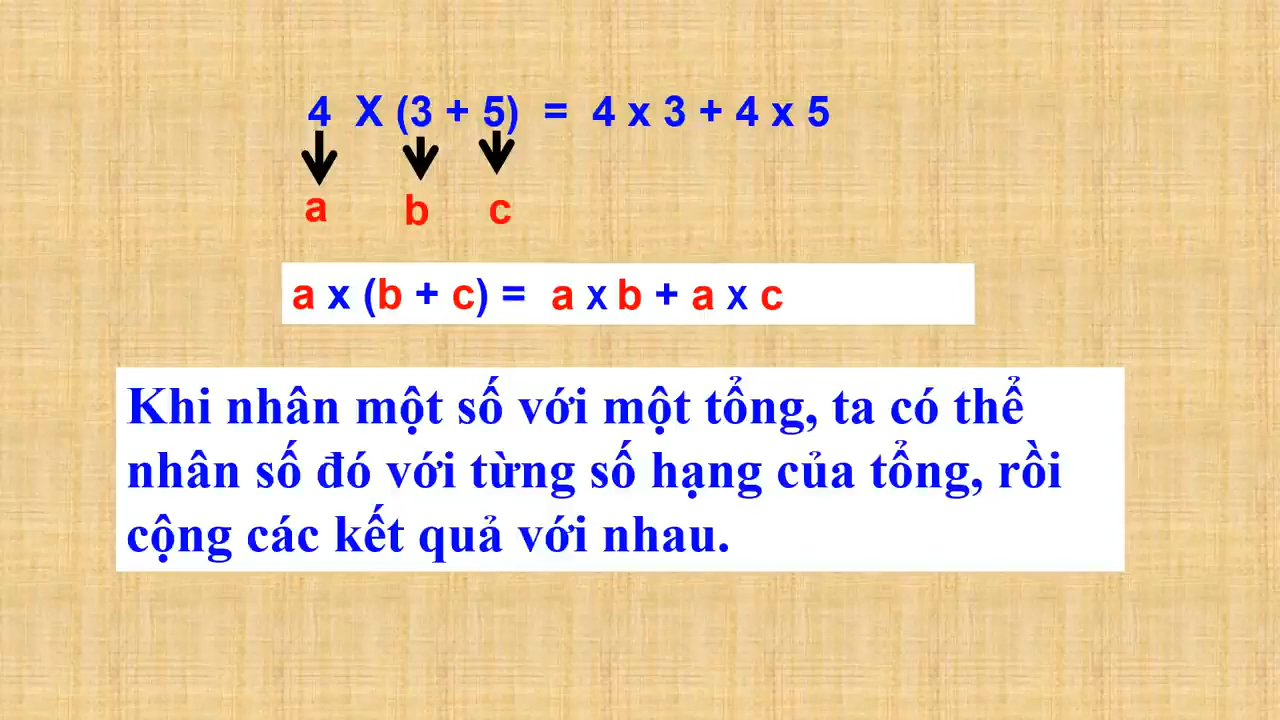 4 X (3 + 5) = 4 x 3 + 4 x 5
a b c
a x (b + c) = a x b + a x c
Khi nhân một số với một tổng, ta có thể
nhân số đó với từng số hạng của tổng, rồi
cộng các kết quả với nhau.